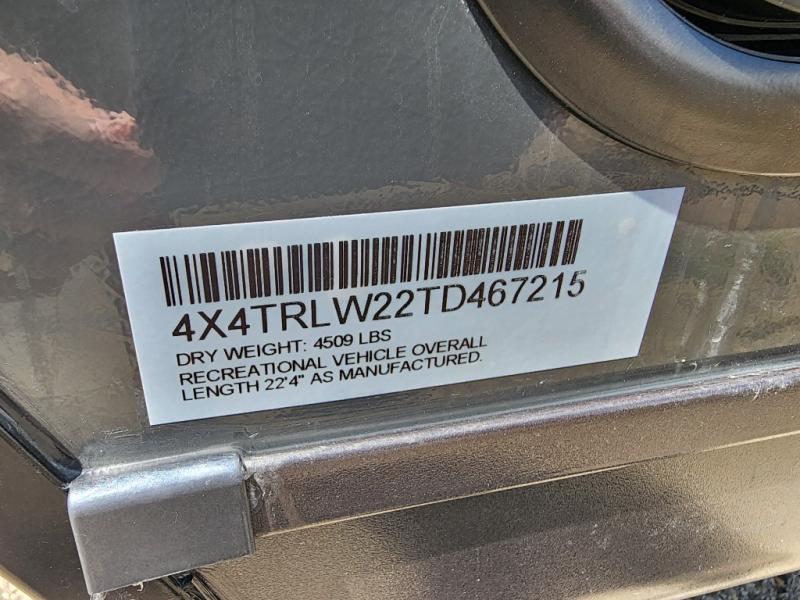 4X4TRLW22TD467215
DRY WEIGHT: 4509 LBS
RECREATIONAL VEHICLE OVERALL
LENGTH 22'4" AS MANUFACTURED.